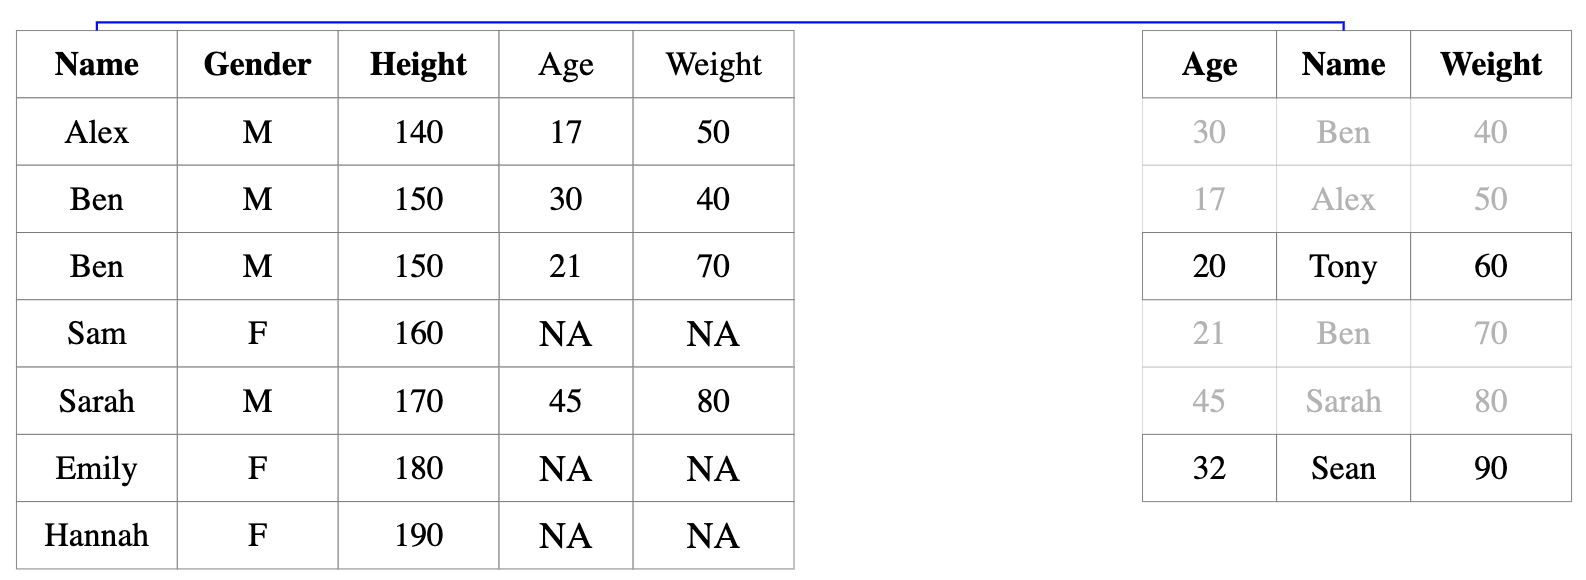 Name Gender Height Age Weight
Alex M 140 17 50
Ben M 150 30 40
Ben M 150 21 70
Sam F 160 NA NA
Sarah M 170 45 80
Emily F 180 NA NA
Hannah F 190 NA NA
Age Name Weight
30 Ben 40
17 Alex 50
20 Tony 60
21 Ben 70
45 Sarah 80
32 Sean 90